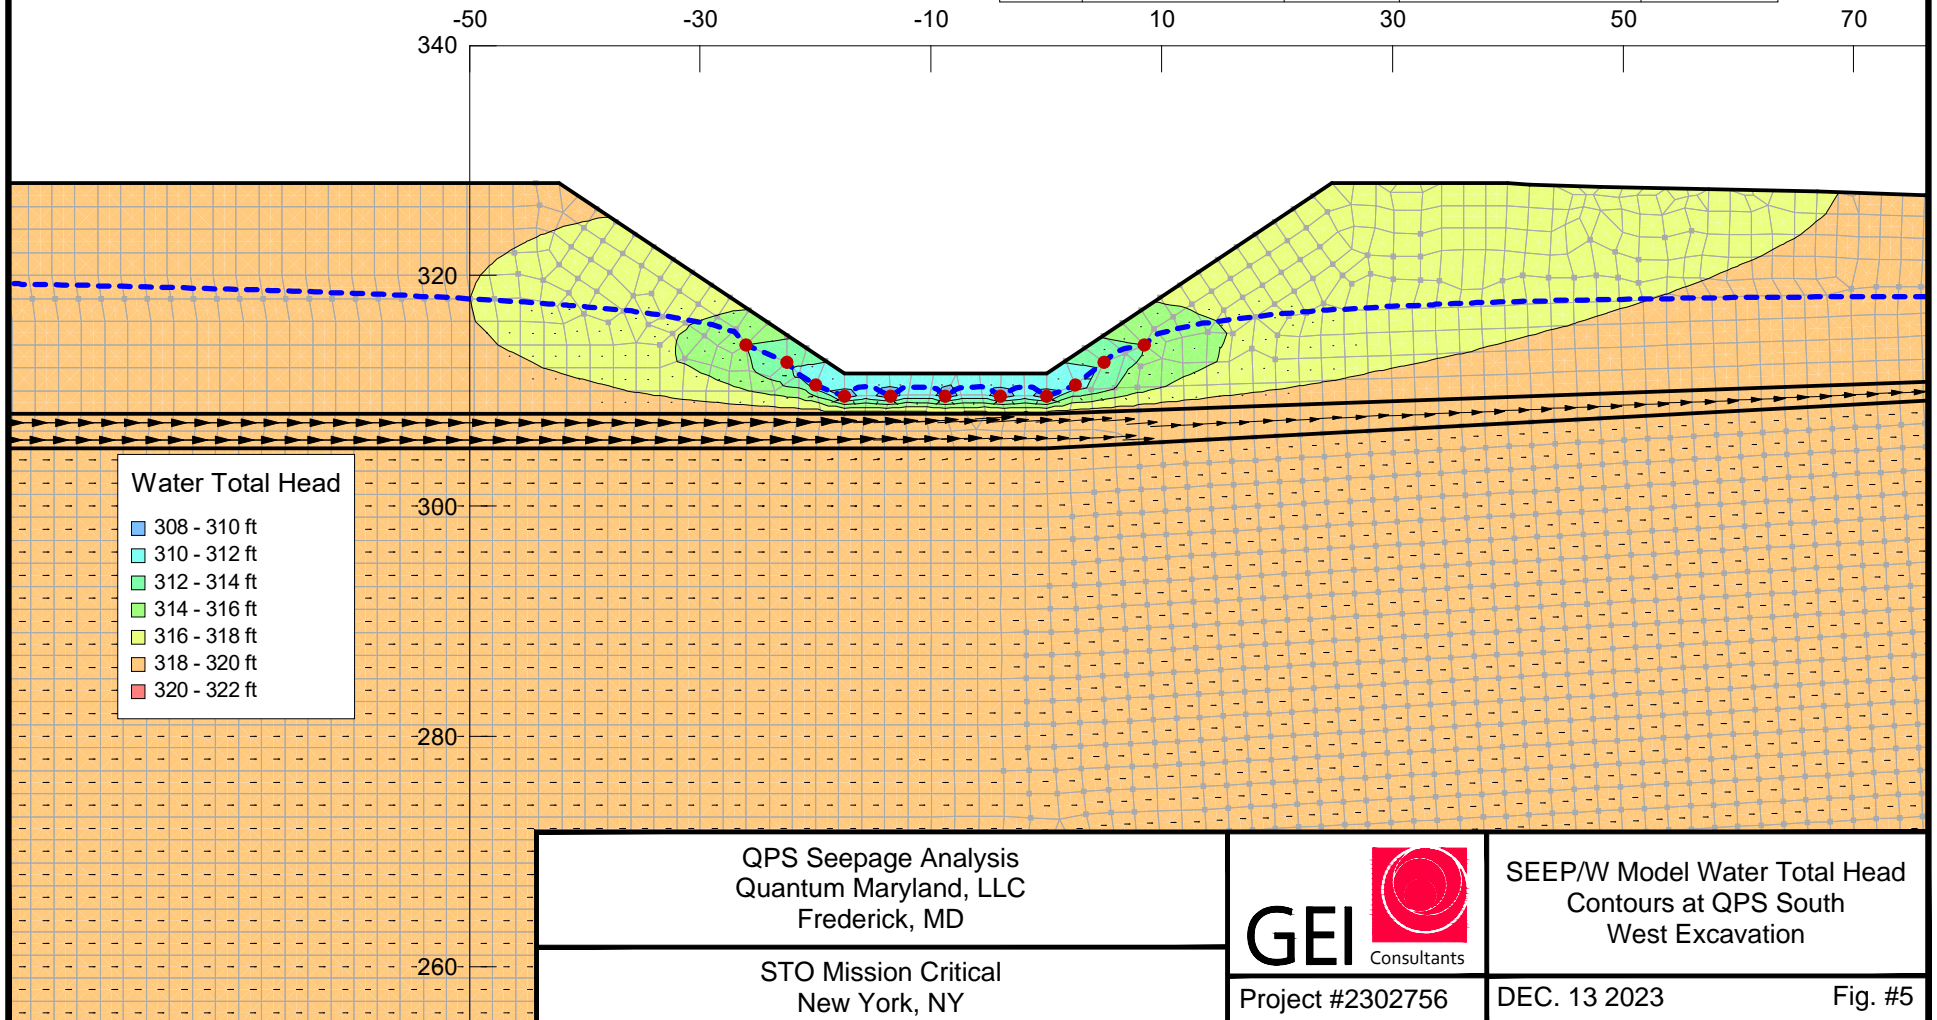 -50 -30 -10 10 30 50 70
340
320
300
280
260
Water Total Head
308 - 310 ft
310 - 312 ft
312 - 314 ft
314 - 316 ft
316 - 318 ft
318 - 320 ft
320 - 322 ft
QPS Seepage Analysis
Quantum Maryland, LLC
Frederick, MD
STO Mission Critical
New York, NY
GEI
Consultants
Project #2302756
SEEP/W Model Water Total Head
Contours at QPS South
West Excavation
DEC. 13 2023 Fig. #5